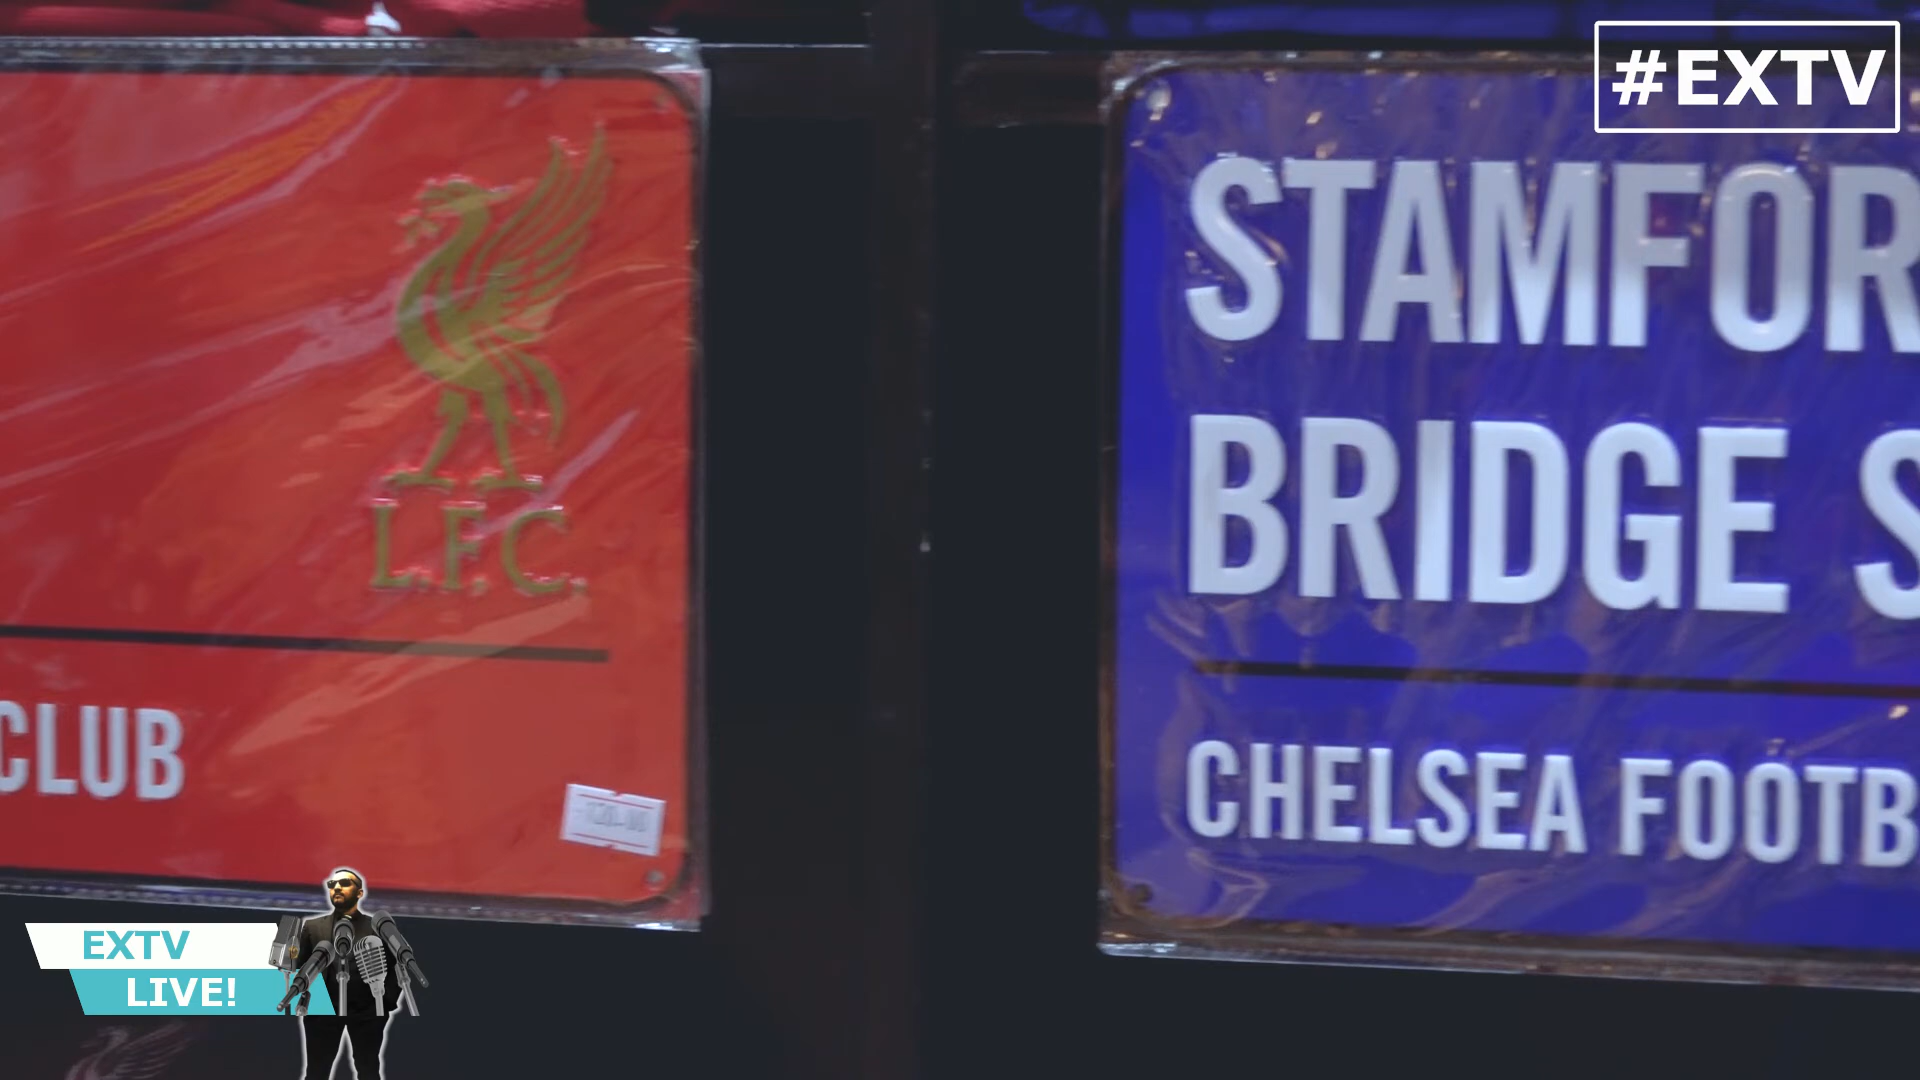 #EXTV
L.F.C.
CLUB
STAMFOR
BRIDGE S
CHELSEA FOOTB
EXTV
LIVE!